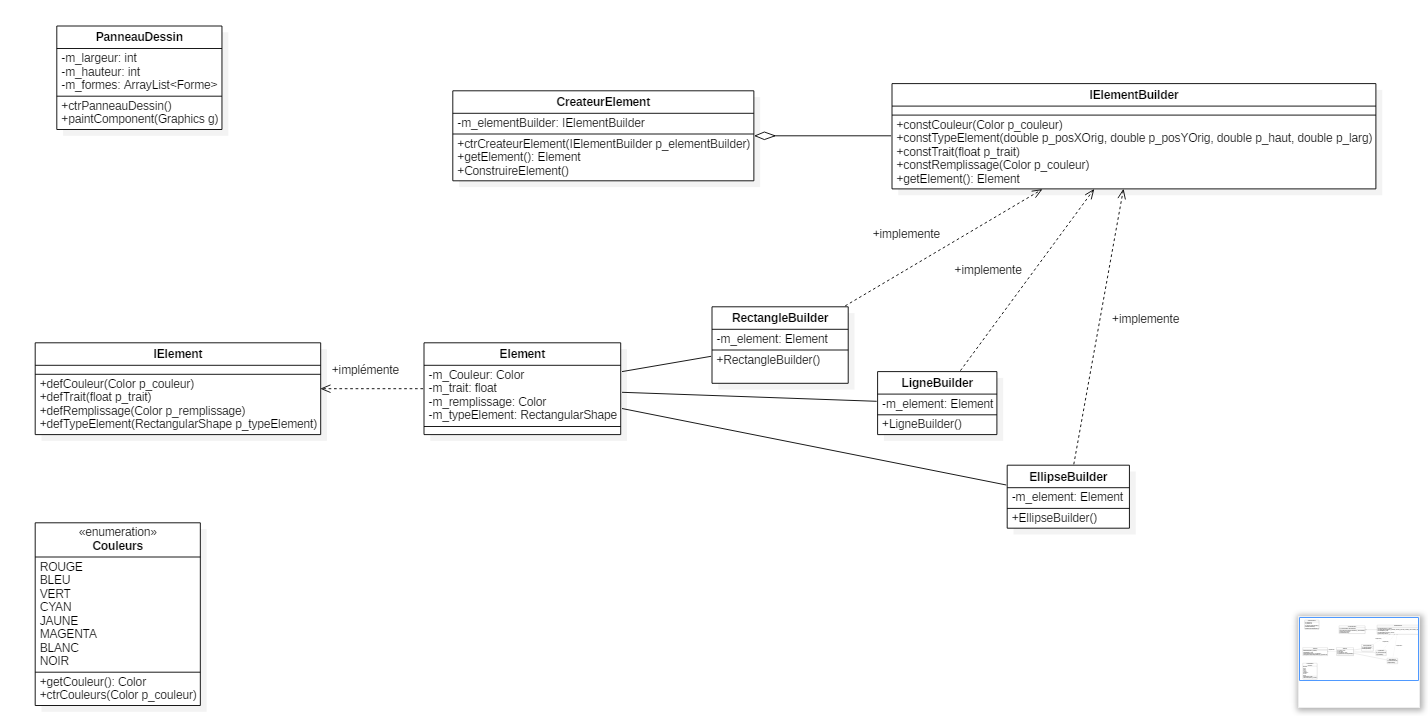 PanneauDessin
-m_largeur: int
-m_hauteur: int
-m_formes: ArrayList<Forme>
+ctrPanneauDessin()
+paintComponent(Graphics g)
CreateurElement
-m_elementBuilder: IElementBuilder
+ctrCreateurElement(IElementBuilder p_elementBuilder)
+getElement(): Element
+ConstruireElement()
IElementBuilder
+constCouleur(Color p_couleur)
+constTypeElement(double p_posXOrig, double p_posYOrig, double p_haut, double p_larg)
+constTrait(float p_trait)
+constRemplissage(Color p_couleur)
+getElement(): Element
+implemente
+implemente
+implemente
RectangleBuilder
-m_element: Element
+RectangleBuilder()
IElement
+defCouleur(Color p_couleur)
+defTrait(float p_trait)
+defRemplissage(Color p_remplissage)
+defTypeElement(RectangularShape p_typeElement)
+implémente
Element
-m_Couleur: Color
-m_trait: float
-m_remplissage: Color
-m_typeElement: RectangularShape
LigneBuilder
-m_element: Element
+LigneBuilder()
EllipseBuilder
-m_element: Element
+EllipseBuilder()
«enumeration»
Couleurs
ROUGE
BLEU
VERT
CYAN
JAUNE
MAGENTA
BLANC
NOIR
+getCouleur(): Color
+ctrCouleurs(Color p_couleur)